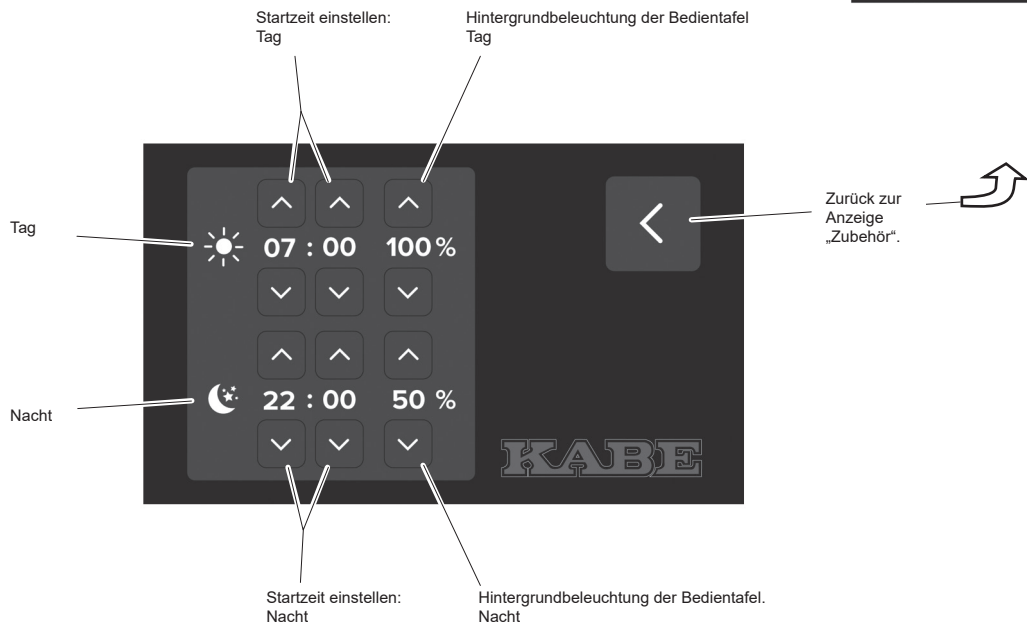 Startzeit einstellen:
Tag
Hintergrundbeleuchtung der Bedientafel
Tag
Tag
07 : 00 100 %
Zurück zur
Anzeige
„Zubehör“.
Nacht
22 : 00 50 %
KABE
Startzeit einstellen:
Nacht
Hintergrundbeleuchtung der Bedientafel.
Nacht